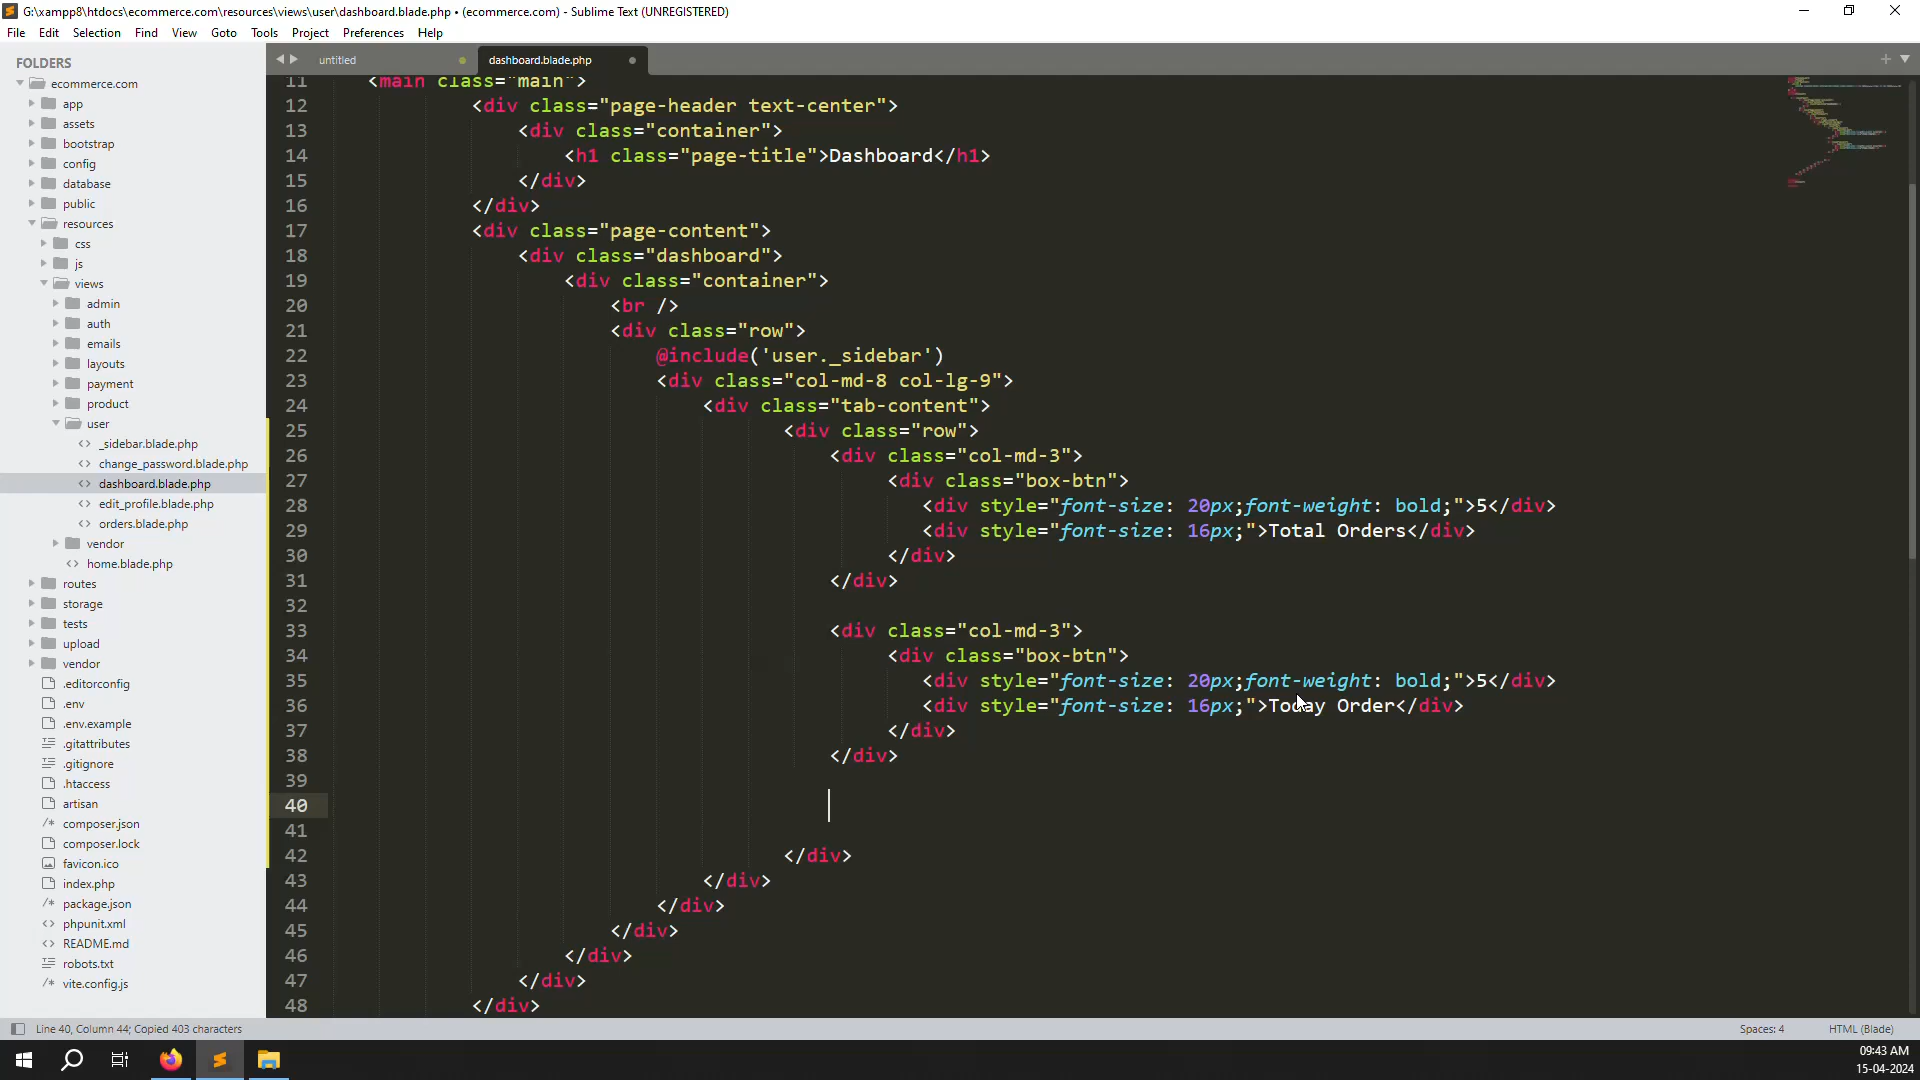 G:\xampp8\htdocs\ecommerce.com\resources\views\user\dashboard.blade.php • (ecommerce.com) - Sublime Text (UNREGISTERED)
File Edit Selection Find View Goto Tools Project Preferences Help
FOLDERS
ecommerce.com
app
assets
bootstrap
config
database
public
resources
css
js
views
admin
auth
emails
layouts
payment
product
user
_sidebar.blade.php
change_password.blade.php
dashboard.blade.php
edit_profile.blade.php
orders.blade.php
vendor
home.blade.php
routes
storage
tests
upload
vendor
.editorconfig
.env
.env.example
.gitattributes
.gitignore
.htaccess
artisan
composer.json
composer.lock
favicon.ico
index.php
package.json
phpunit.xml
README.md
robots.txt
vite.config.js
untitled
dashboard.blade.php
11 <main class="main">
12 <div class="page-header text-center">
13 <div class="container">
14 <h1 class="page-title">Dashboard</h1>
15 </div>
16 </div>
17 <div class="page-content">
18 <div class="dashboard">
19 <div class="container">
20 <br />
21 <div class="row">
22 @include('user._sidebar')
23 <div class="col-md-8 col-lg-9">
24 <div class="tab-content">
25 <div class="row">
26 <div class="col-md-3">
27 <div class="box-btn">
28 <div style="font-size: 20px;font-weight: bold;">5</div>
29 <div style="font-size: 16px;">Total Orders</div>
30 </div>
31 </div>
32
33 <div class="col-md-3">
34 <div class="box-btn">
35 <div style="font-size: 20px;font-weight: bold;">5</div>
36 <div style="font-size: 16px;">Today Order</div>
37 </div>
38 </div>
39
40
41
42 </div>
43 </div>
44 </div>
45 </div>
46 </div>
47 </div>
48 </div>
Line 40, Column 44; Copied 403 characters
Spaces: 4
HTML (Blade)
09:43 AM
15-04-2024